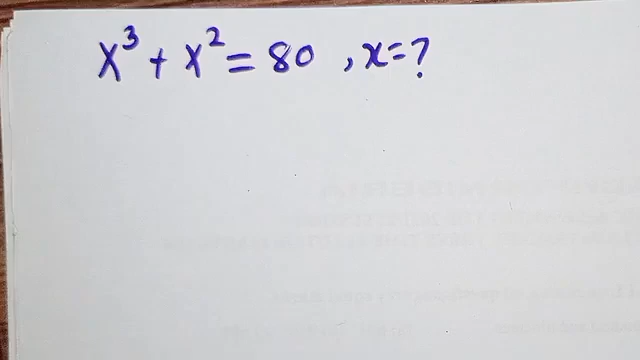 x³ + x² = 80 , x = ?